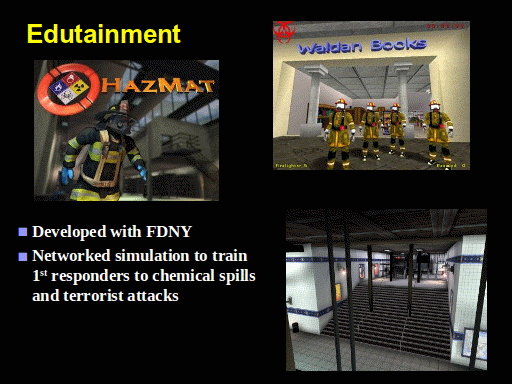 Edutainment
HAZMAT
Waldan Books
Developed with FDNY
Networked simulation to train
1st responders to chemical spills
and terrorist attacks